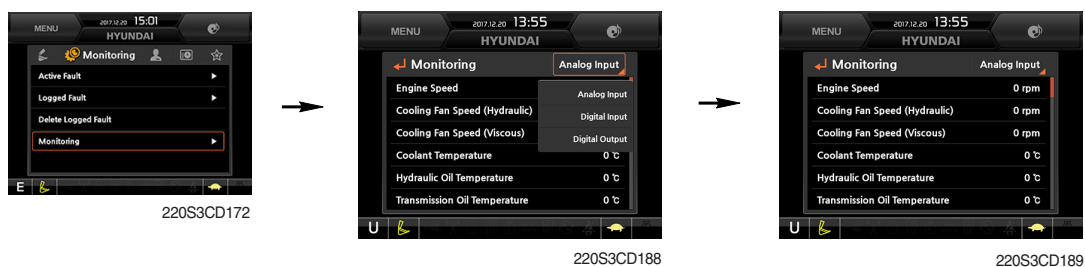 MENU
2017.12.20 15:01
HYUNDAI
Monitoring
Active Fault
Logged Fault
Delete Logged Fault
Monitoring
E
220S3CD172
MENU
2017.12.20 13:55
HYUNDAI
Monitoring Analog Input
Engine Speed
Analog Input
Cooling Fan Speed (Hydraulic)
Digital Input
Cooling Fan Speed (Viscous)
Digital Output
Coolant Temperature 0 ℃
Hydraulic Oil Temperature 0 ℃
Transmission Oil Temperature 0 ℃
U
220S3CD188
MENU
2017.12.20 13:55
HYUNDAI
Monitoring Analog Input
Engine Speed 0 rpm
Cooling Fan Speed (Hydraulic) 0 rpm
Cooling Fan Speed (Viscous) 0 rpm
Coolant Temperature 0 ℃
Hydraulic Oil Temperature 0 ℃
Transmission Oil Temperature 0 ℃
U
220S3CD189